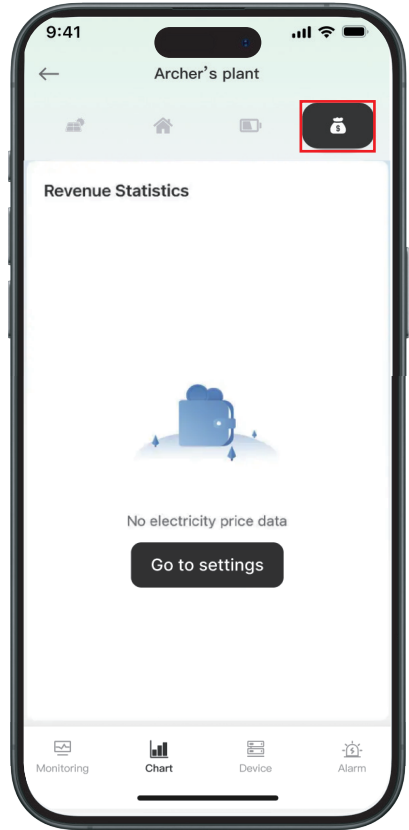 9:41
Archer's plant
Revenue Statistics
No electricity price data
Go to settings
Monitoring
Chart
Device
Alarm